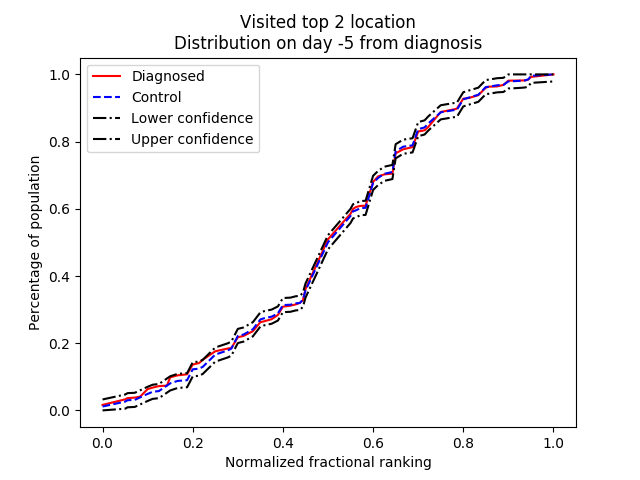 Visited top 2 location
Distribution on day -5 from diagnosis
Diagnosed
Control
Lower confidence
Upper confidence
1.0
0.8
0.6
0.4
0.2
0.0
Percentage of population
0.0 0.2 0.4 0.6 0.8 1.0
Normalized fractional ranking